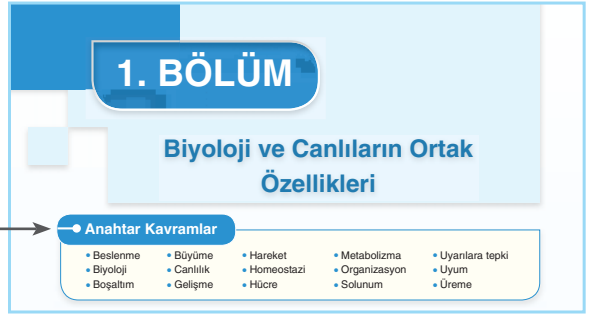 1. BÖLÜM
Biyoloji ve Canlıların Ortak
Özellikleri
Anahtar Kavramlar
• Beslenme • Büyüme • Hareket • Metabolizma • Uyarılara tepki
• Biyoloji • Canlılık • Homeostazi • Organizasyon • Uyum
• Boşaltım • Gelişme • Hücre • Solunum • Üreme